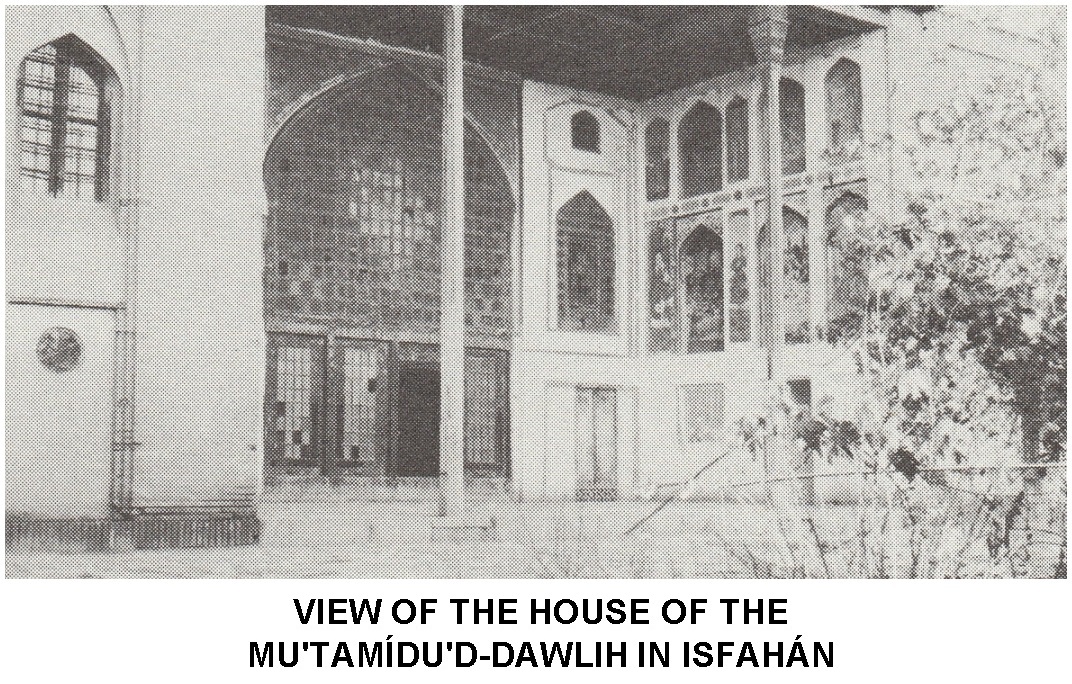 VIEW OF THE HOUSE OF THE
MU'TAMÍDU'D-DAWLIH IN ISFAHÁN